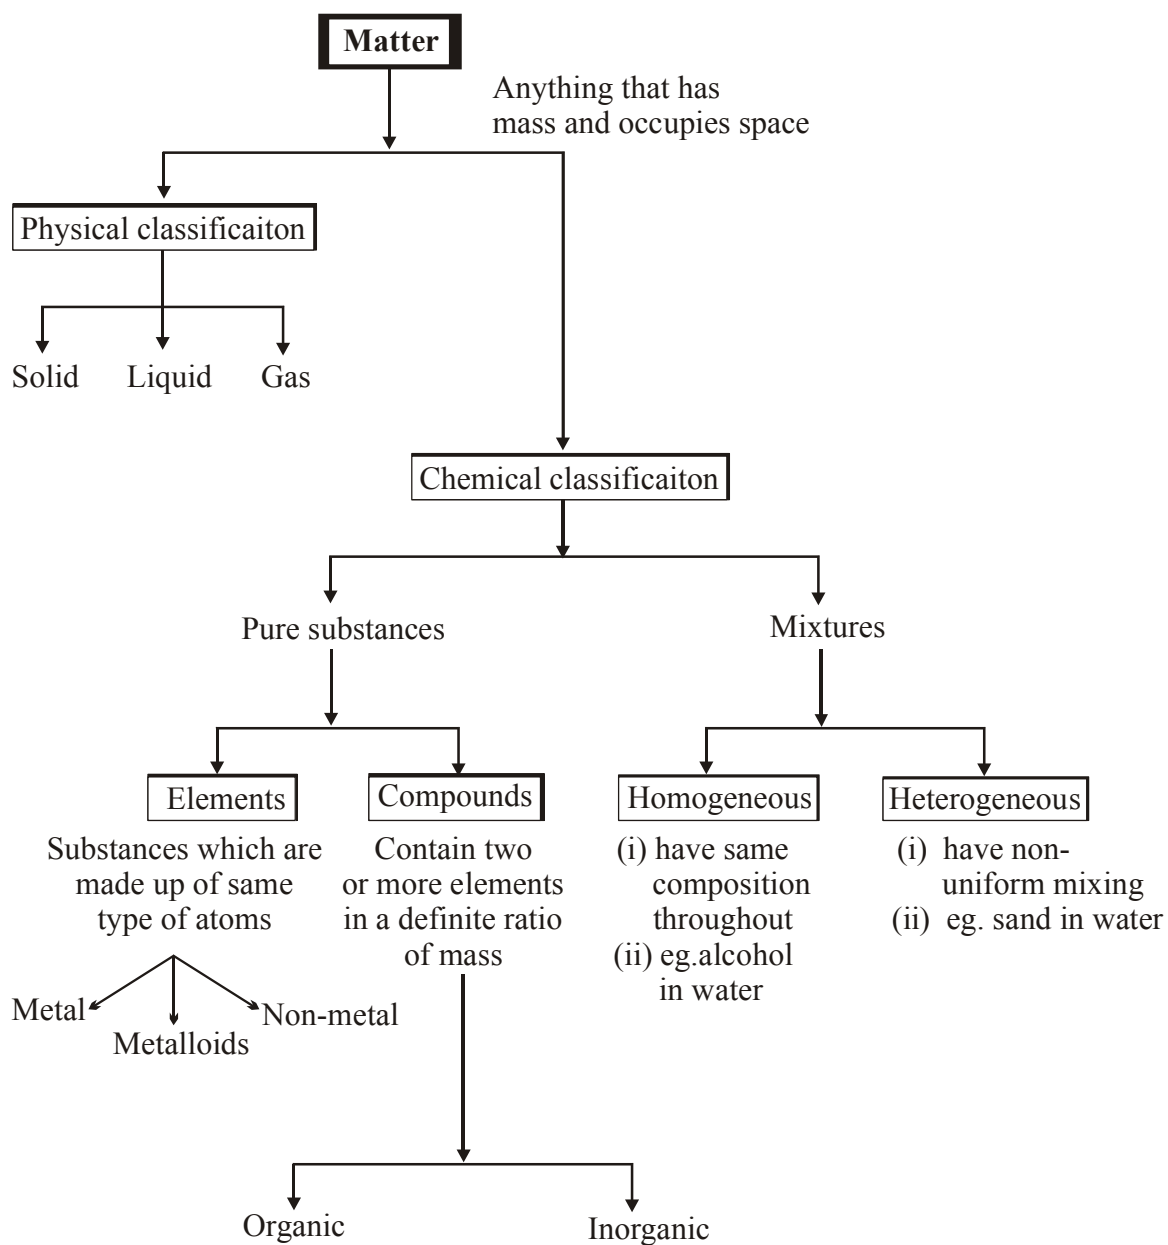 Matter
Anything that has
mass and occupies space
Physical classificaiton
Solid
Liquid
Gas
Chemical classificaiton
Pure substances
Mixtures
Elements
Substances which are
made up of same
type of atoms
Compounds
Contain two
or more elements
in a definite ratio
of mass
Homogeneous
(i) have same
composition
throughout
(ii) eg.alcohol
in water
Heterogeneous
(i) have non-
uniform mixing
(ii) eg. sand in water
Metal
Metalloids
Non-metal
Organic
Inorganic